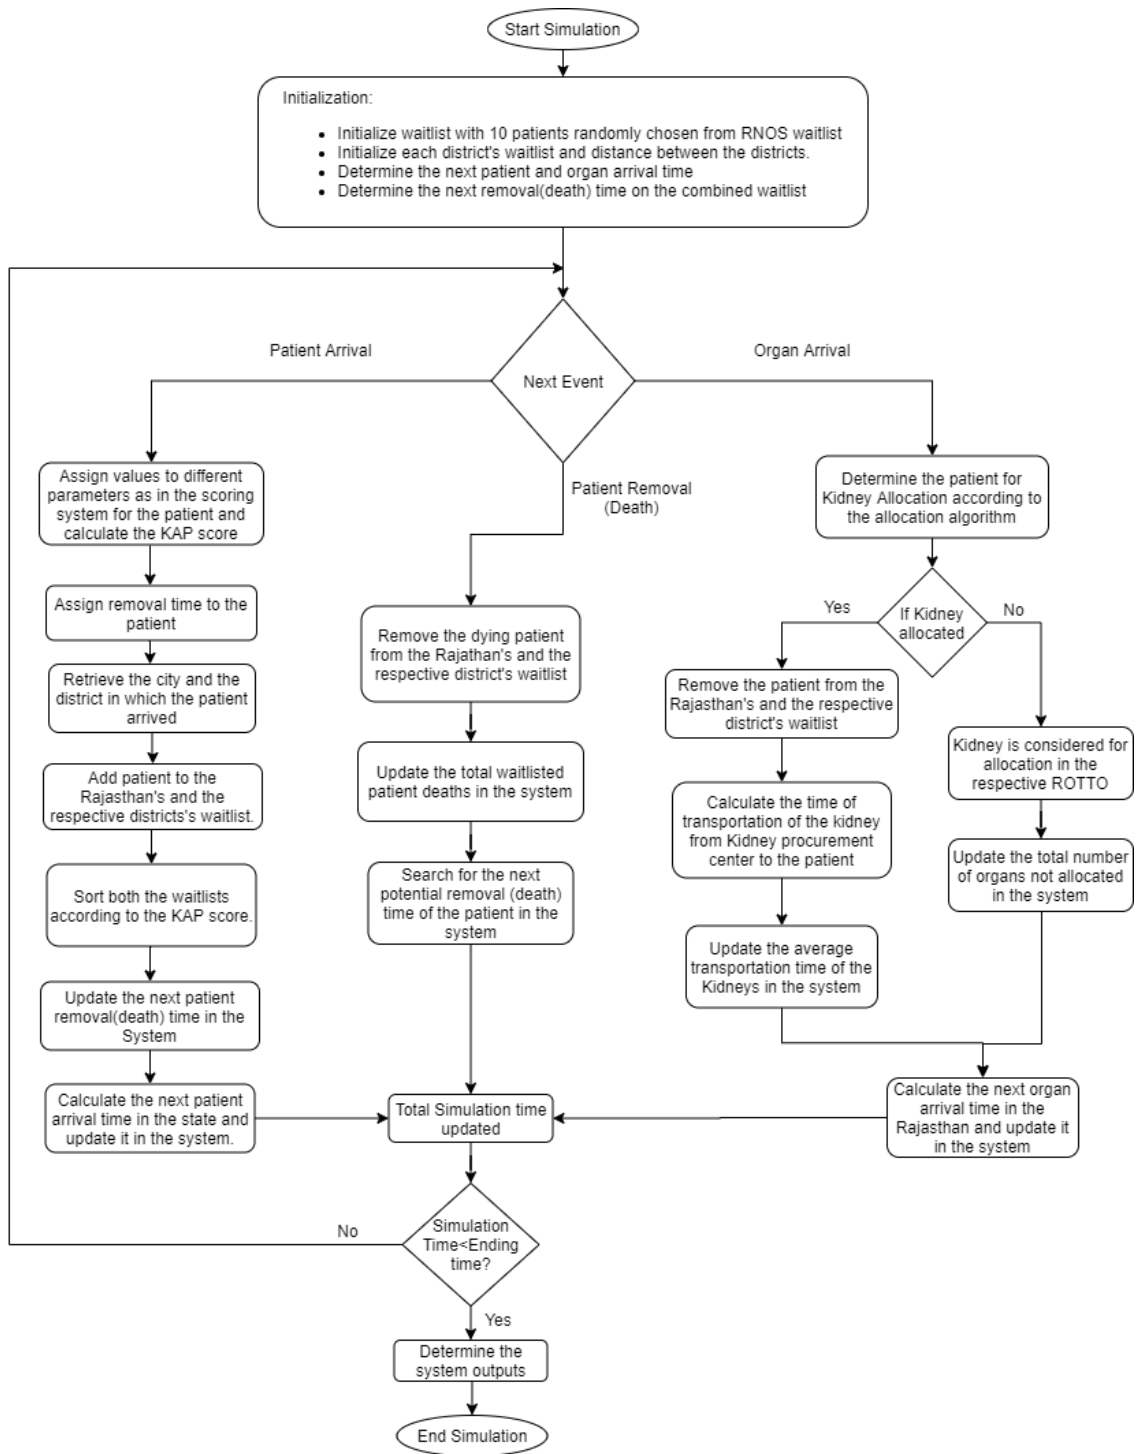 Start Simulation
Initialization:
• Initialize waitlist with 10 patients randomly chosen from RNOS waitlist
• Initialize each district's waitlist and distance between the districts.
• Determine the next patient and organ arrival time
• Determine the next removal(death) time on the combined waitlist
Next Event
Patient Arrival
Assign values to different
parameters as in the scoring
system for the patient and
calculate the KAP score
Assign removal time to the
patient
Retrieve the city and the
district in which the patient
arrived
Add patient to the
Rajasthan's and the
respective districts's waitlist.
Sort both the waitlists
according to the KAP score.
Update the next patient
removal(death) time in the
System
Calculate the next patient
arrival time in the state and
update it in the system.
Patient Removal
(Death)
Remove the dying patient
from the Rajathan's and the
respective district's waitlist
Update the total waitlisted
patient deaths in the system
Search for the next
potential removal (death)
time of the patient in the
system
Organ Arrival
Determine the patient for
Kidney Allocation according to
the allocation algorithm
If Kidney
allocated
Yes
Remove the patient from the
Rajasthan's and the respective
district's waitlist
Calculate the time of
transportation of the kidney
from Kidney procurement
center to the patient
Update the average
transportation time of the
Kidneys in the system
No
Kidney is considered for
allocation in the
respective ROTTO
Update the total number
of organs not allocated
in the system
Calculate the next organ
arrival time in the
Rajasthan and update it
in the system
Total Simulation time
updated
Simulation
Time<Ending
time?
No
Yes
Determine the
system outputs
End Simulation